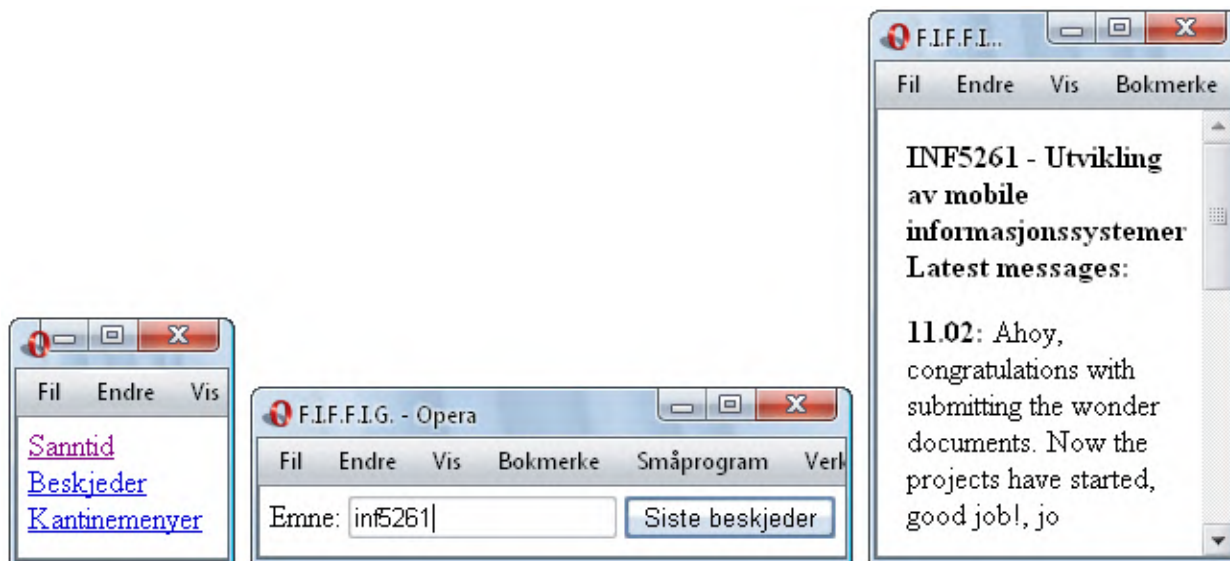 Fil Endre Vis
Sanntid
Beskjeder
Kantinemenyer
F.I.F.F.I.G. - Opera
Fil Endre Vis Bokmerke Småprogram Verk
Emne: inf5261 Siste beskjeder
F.I.F.F.I...
Fil Endre Vis Bokmerke
INF5261 - Utvikling
av mobile
informasjonssystemer
Latest messages:
11.02: Ahoy,
congratulations with
submitting the wonder
documents. Now the
projects have started,
good job!, jo